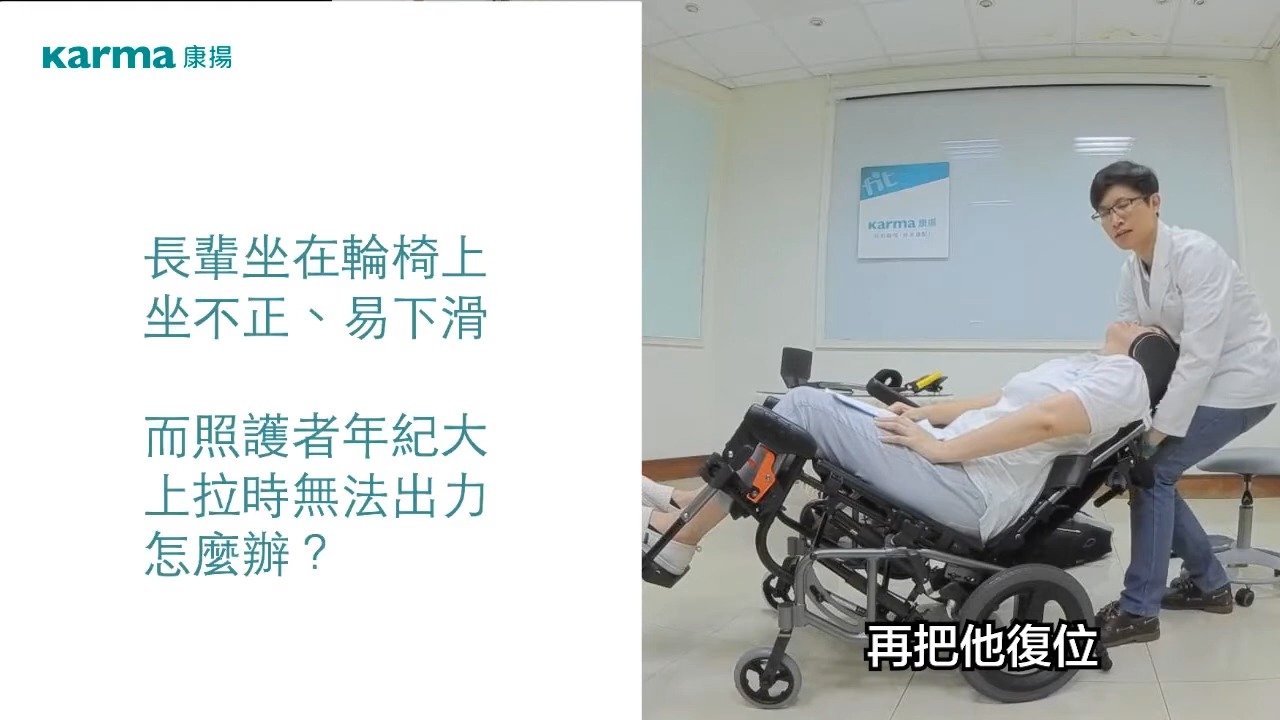 Karma 康揚
長輩坐在輪椅上
坐不正、易下滑
而照護者年紀大
上拉時無法出力
怎麼辦？
fit
Karma 康揚
再把他復位